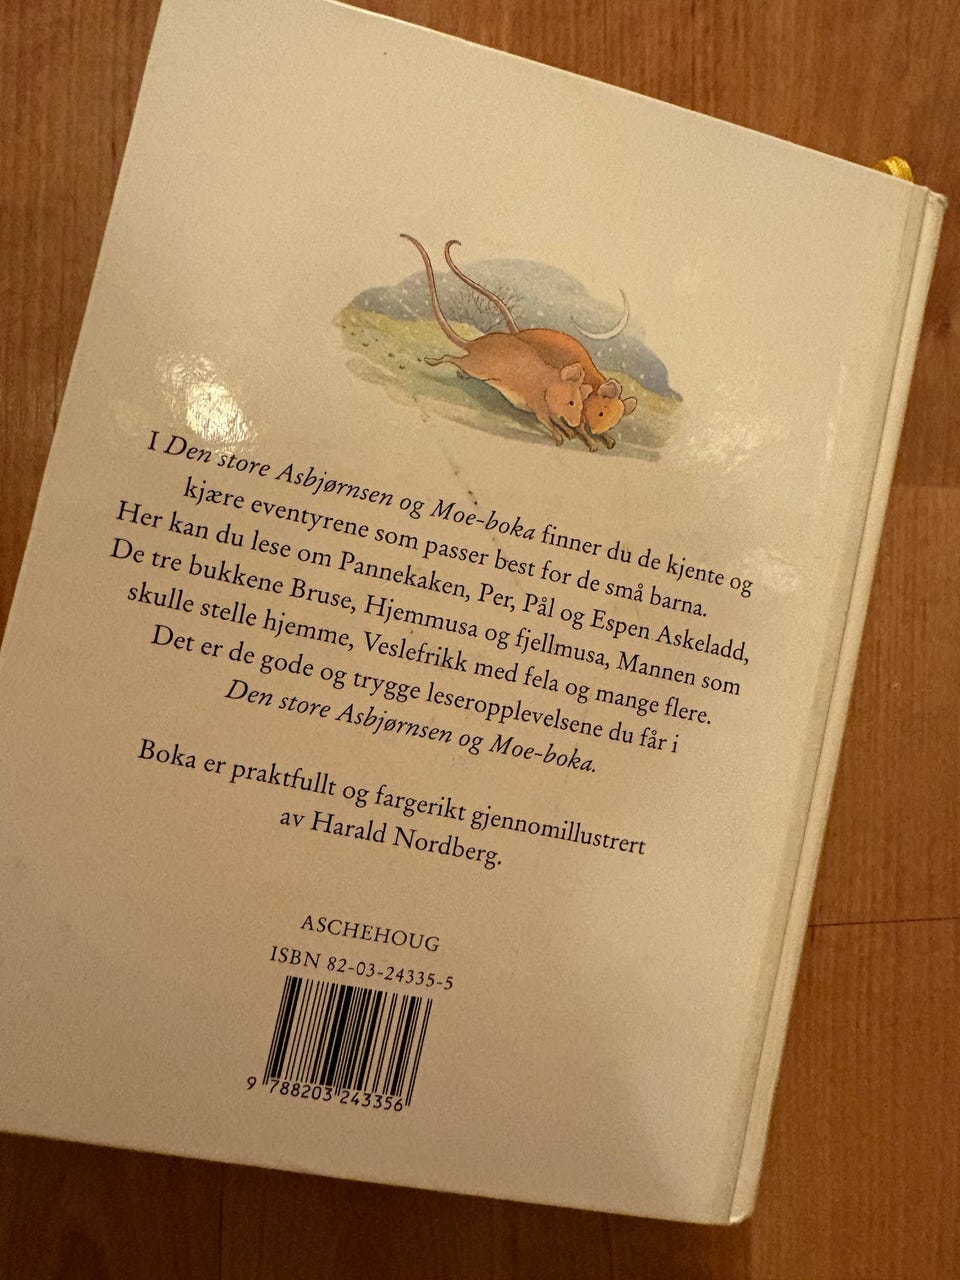 I Den store Asbjørnsen og Moe-boka finner du de kjente og
kjære eventyrene som passer best for de små barna.
Her kan du lese om Pannekaken, Per, Pål og Espen Askeladd,
De tre bukkene Bruse, Hjemmusa og fjellmusa, Mannen som
skulle stelle hjemme, Veslefrikk med fela og mange flere.
Det er de gode og trygge leseropplevelsene du får i
Den store Asbjørnsen og Moe-boka.
Boka er praktfullt og fargerikt gjennomillustrert
av Harald Nordberg.
ASCHEHOUG
ISBN 82-03-24335-5
9 788203 243356